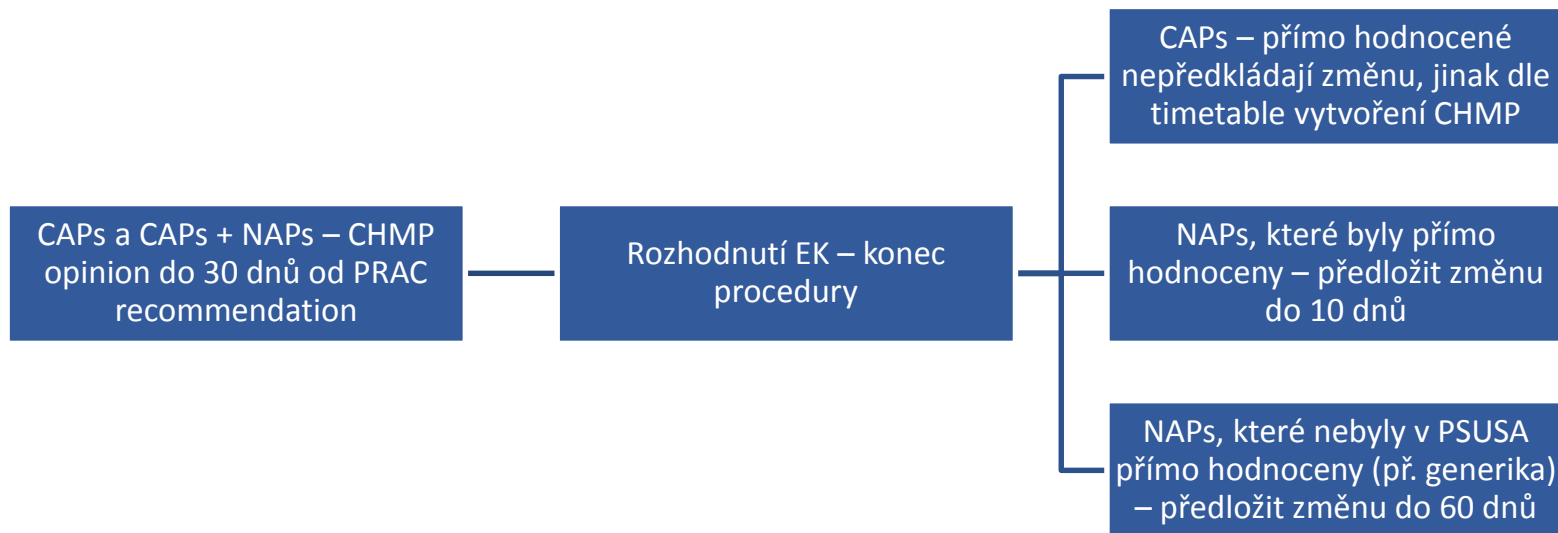 CAPs a CAPs + NAPs – CHMP
opinion do 30 dnů od PRAC
recommendation
Rozhodnutí EK – konec
procedury
CAPs – přímo hodnocené
nepředkládají změnu, jinak dle
timetable vytvoření CHMP
NAPs, které byly přímo
hodnoceny – předložit změnu
do 10 dnů
NAPs, které nebyly v PSUSA
přímo hodnoceny (př. generika)
– předložit změnu do 60 dnů